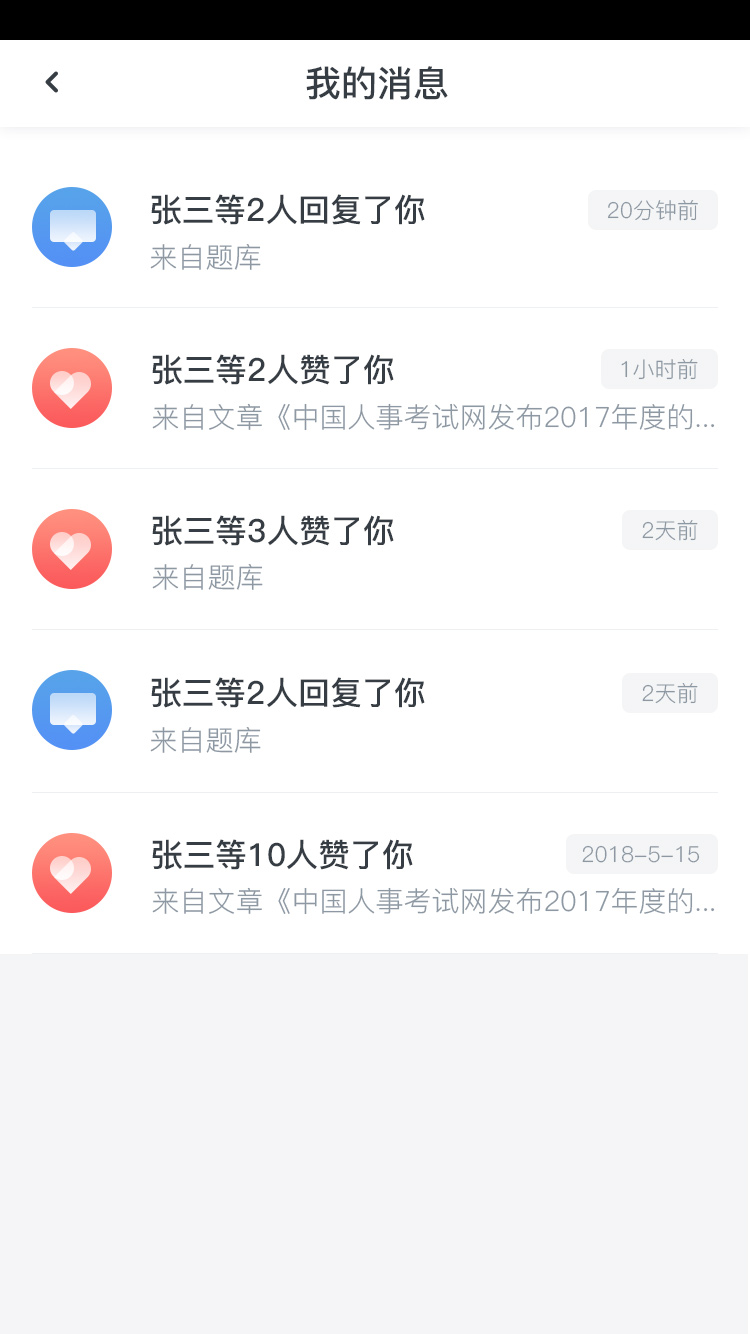 我的消息
张三等2人回复了你
20分钟前
来自题库
张三等2人赞了你
1小时前
来自文章《中国人事考试网发布2017年度的...
张三等3人赞了你
2天前
来自题库
张三等2人回复了你
2天前
来自题库
张三等10人赞了你
2018-5-15
来自文章《中国人事考试网发布2017年度的...